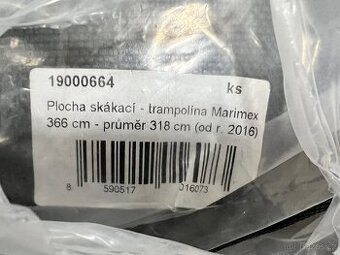 19000664 ks
Plocha skákací - trampolína Marimex
366 cm - průměr 318 cm (od r. 2016)
8 590517 016073